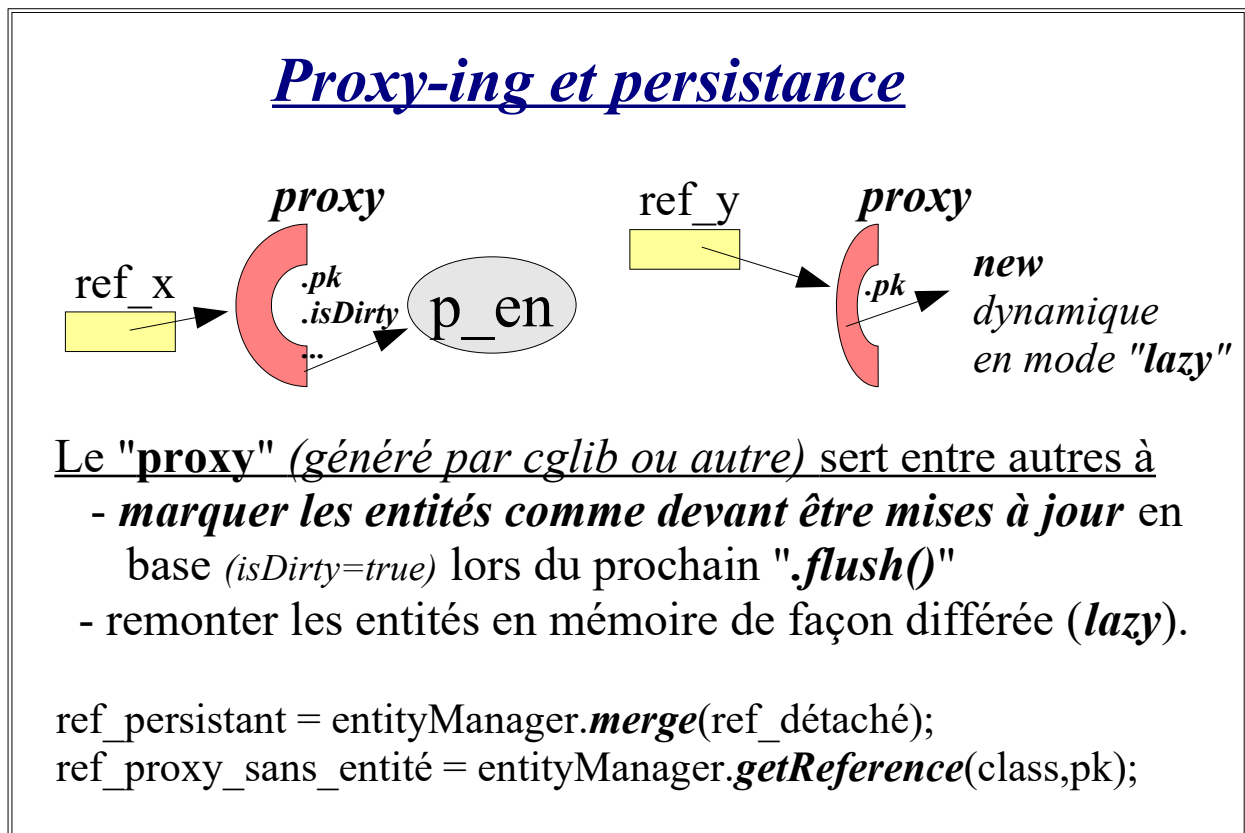 Proxy-ing et persistance
proxy
ref_x
.pk
.isDirty
...
p_en
ref_y
proxy
.pk
new
dynamique
en mode "lazy"
Le "proxy" (généré par cglib ou autre) sert entre autres à
- marquer les entités comme devant être mises à jour en
base (isDirty=true) lors du prochain ".flush()"
- remonter les entités en mémoire de façon différée (lazy).
ref_persistant = entityManager.merge(ref_détaché);
ref_proxy_sans_entité = entityManager.getReference(class,pk);